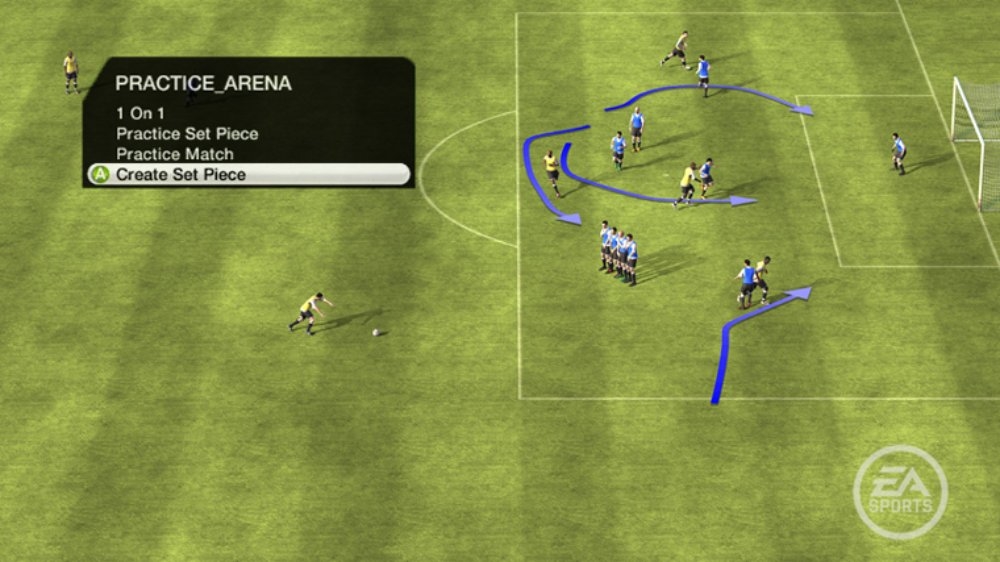 PRACTICE_ARENA
1 On 1
Practice Set Piece
Practice Match
A Create Set Piece
EA
SPORTS